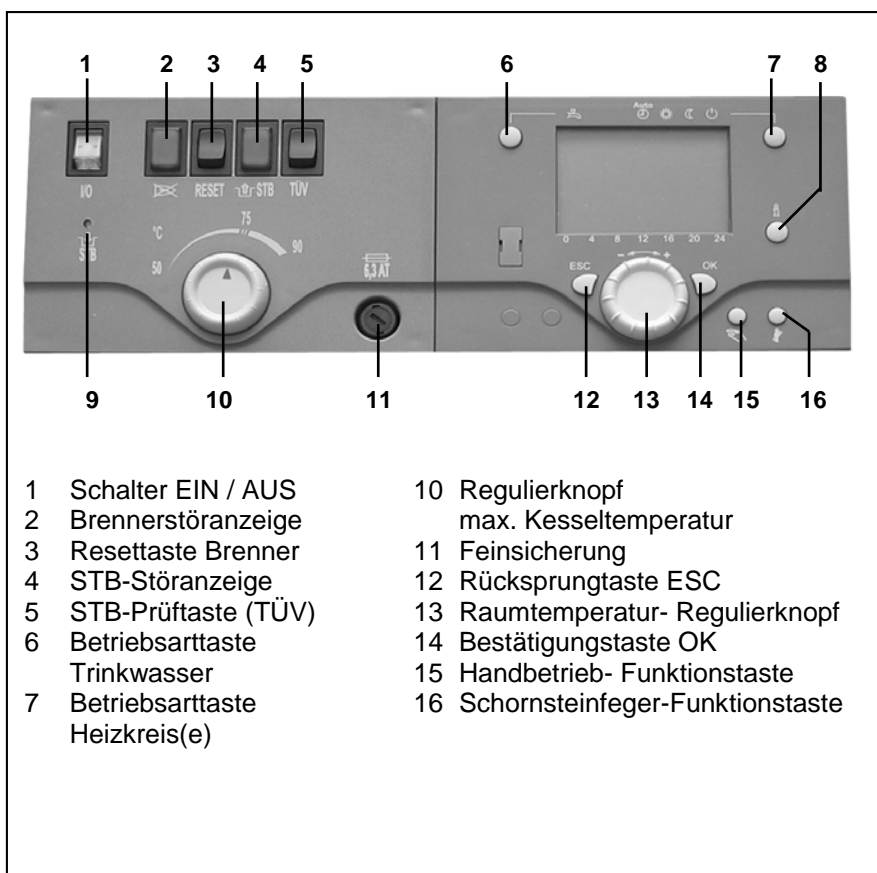 1 2 3 4 5 6 7 8
Auto
I/O RESET STB TÜV
0 4 8 12 16 20 24
STB
°C 50 75 90
6,3 AT
- +
ESC OK
9 10 11 12 13 14 15 16
1 Schalter EIN / AUS
2 Brennerstöranzeige
3 Resettaste Brenner
4 STB-Störanzeige
5 STB-Prüftaste (TÜV)
6 Betriebsarttaste
Trinkwasser
7 Betriebsarttaste
Heizkreis(e)
10 Regulierknopf
max. Kesseltemperatur
11 Feinsicherung
12 Rücksprungtaste ESC
13 Raumtemperatur- Regulierknopf
14 Bestätigungstaste OK
15 Handbetrieb- Funktionstaste
16 Schornsteinfeger-Funktionstaste